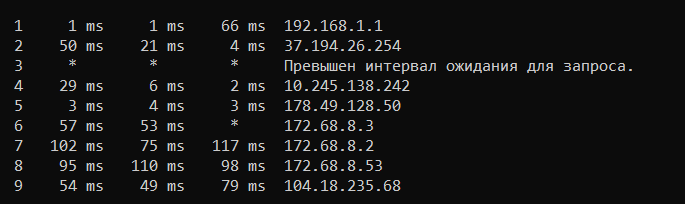 1 1 ms 1 ms 66 ms 192.168.1.1
2 50 ms 21 ms 4 ms 37.194.26.254
3 * * * Превышен интервал ожидания для запроса.
4 29 ms 6 ms 2 ms 10.245.138.242
5 3 ms 4 ms 3 ms 178.49.128.50
6 57 ms 53 ms * 172.68.8.3
7 102 ms 75 ms 117 ms 172.68.8.2
8 95 ms 110 ms 98 ms 172.68.8.53
9 54 ms 49 ms 79 ms 104.18.235.68